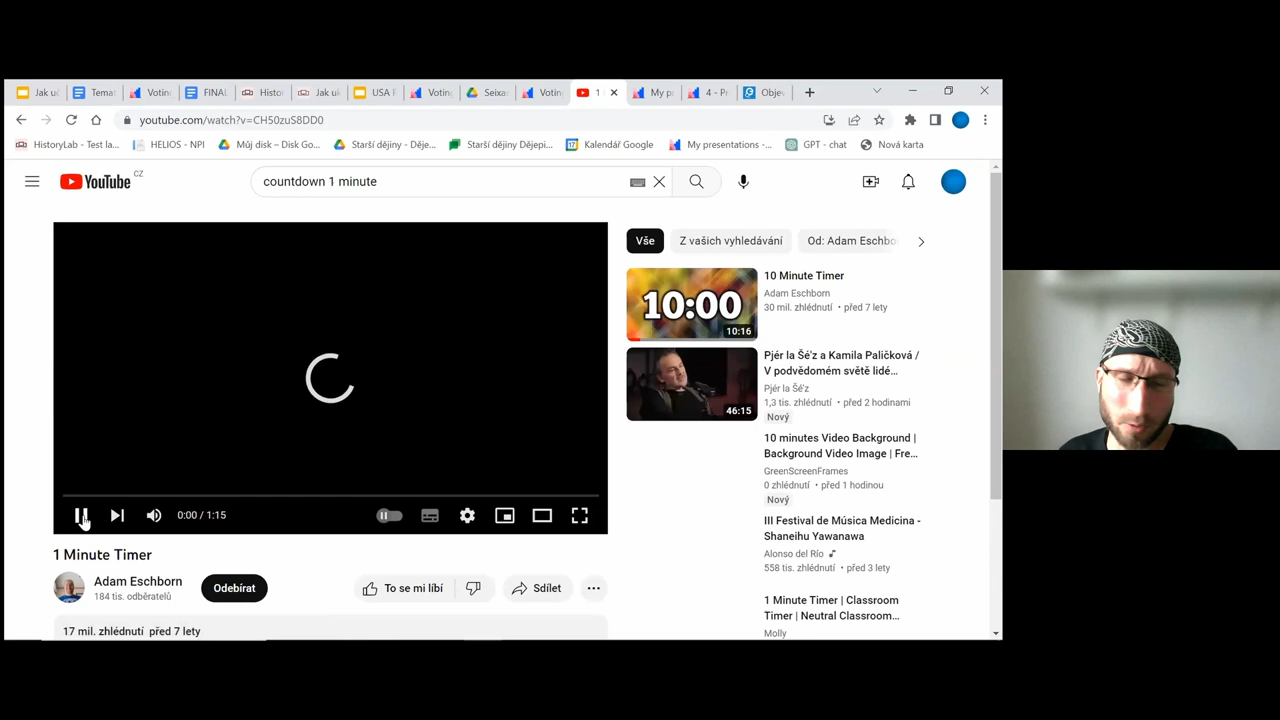 Jak uč
Temat
Votin
FINAL
Histo
Jak uk
USA F
Votin
Seixa
Votin
1
My p
4 - Pr
Objev
youtube.com/watch?v=CH50zuS8DD0
HistoryLab - Test la...
HELIOS - NPI
Můj disk – Disk Go...
Starší dějiny - Děje...
Starší dějiny Dějepi...
Kalendář Google
My presentations -...
GPT - chat
Nová karta
YouTube CZ
countdown 1 minute
Vše
Z vašich vyhledávání
Od: Adam Eschbo
10:00
10:16
10 Minute Timer
Adam Eschborn
30 mil. zhlédnutí • před 7 lety
46:15
Pjér la Šé'z a Kamila Paličková /
V podvědomém světě lidé...
Pjér la Šé'z
1,3 tis. zhlédnutí • před 2 hodinami
Nový
10 minutes Video Background |
Background Video Image | Fre...
GreenScreenFrames
0 zhlédnutí • před 1 hodinou
Nový
III Festival de Música Medicina -
Shaneihu Yawanawa
Alonso del Río
558 tis. zhlédnutí • před 3 lety
1 Minute Timer | Classroom
Timer | Neutral Classroom...
Molly
0:00 / 1:15
1 Minute Timer
Adam Eschborn
184 tis. odběratelů
Odebírat
To se mi líbí
Sdílet
17 mil. zhlédnutí před 7 lety